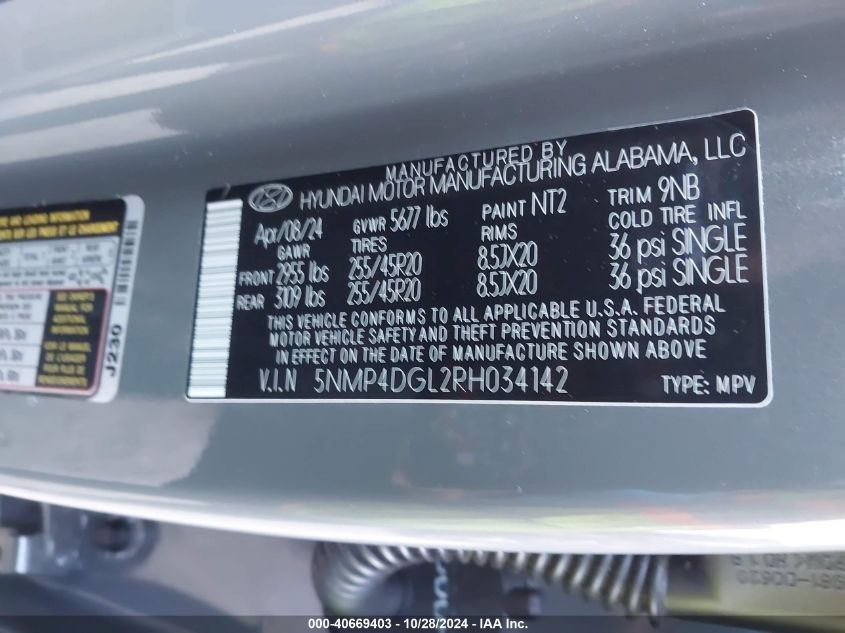 MANUFACTURED BY
HYUNDAI MOTOR MANUFACTURING ALABAMA, LLC
Apr/08/24 GVWR 5677 lbs PAINT NT2 TRIM 9NB
GAWR TIRES RIMS COLD TIRE INFL
FRONT 2955 lbs 255/45R20 8.5JX20 36 psi SINGLE
REAR 3109 lbs 255/45R20 8.5JX20 36 psi SINGLE
THIS VEHICLE CONFORMS TO ALL APPLICABLE U.S.A. FEDERAL
MOTOR VEHICLE SAFETY AND THEFT PREVENTION STANDARDS
IN EFFECT ON THE DATE OF MANUFACTURE SHOWN ABOVE
V.I.N 5NMP4DGL2RH034142 TYPE: MPV
J230
000-40669403 - 10/28/2024 - IAA Inc.